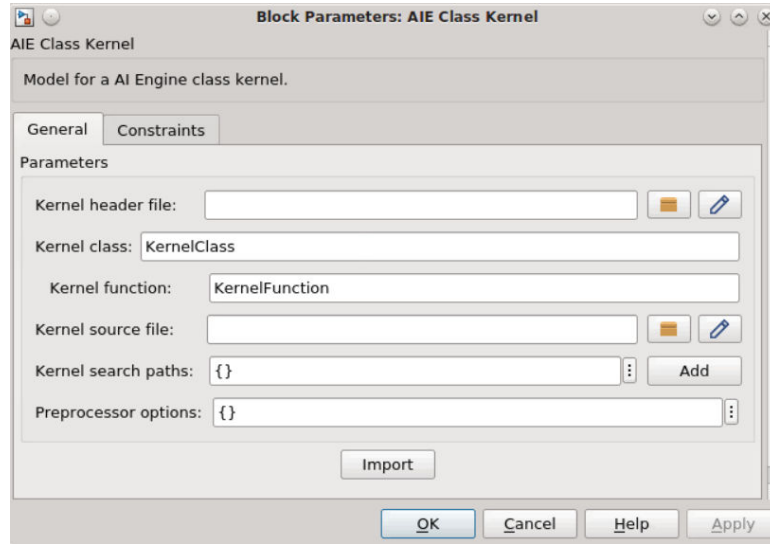 Block Parameters: AIE Class Kernel
AIE Class Kernel
Model for a AI Engine class kernel.
General Constraints
Parameters
Kernel header file:
Kernel class: KernelClass
Kernel function: KernelFunction
Kernel source file:
Kernel search paths: {} Add
Preprocessor options: {}
Import
OK Cancel Help Apply